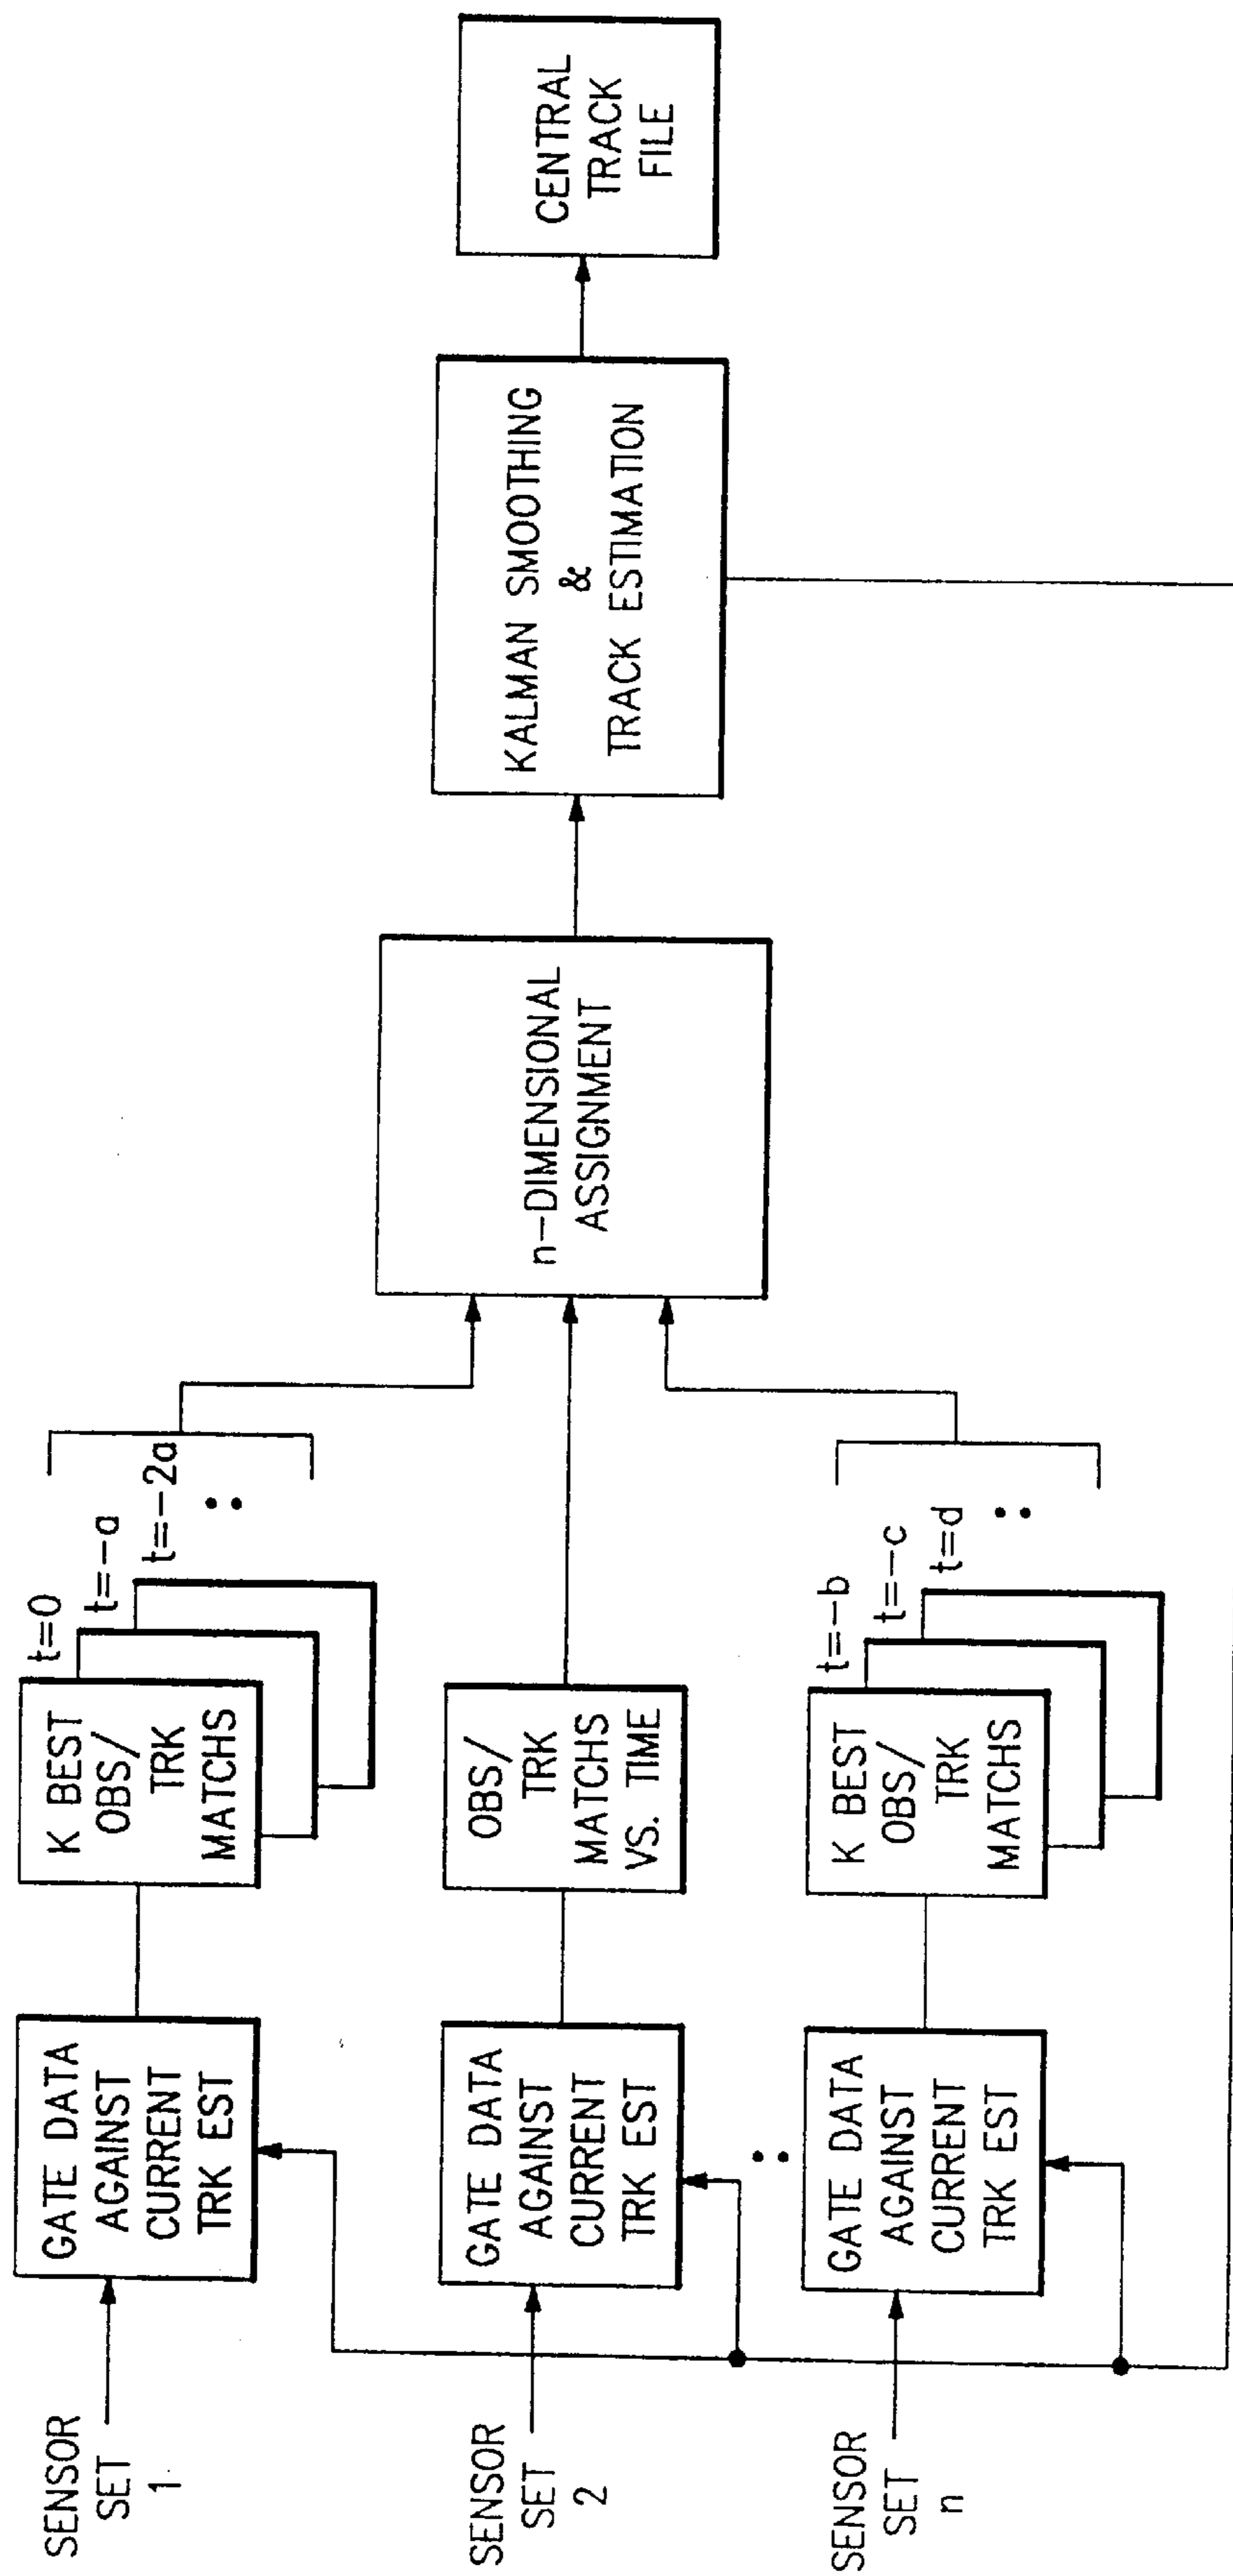 SENSOR
SET
1
GATE DATA
AGAINST
CURRENT
TRK EST
K BEST
OBS/
TRK
MATCHS
t=0
t=-a
t=-2a
SENSOR
SET
2
GATE DATA
AGAINST
CURRENT
TRK EST
OBS/
TRK
MATCHS
VS. TIME
SENSOR
SET
n
GATE DATA
AGAINST
CURRENT
TRK EST
K BEST
OBS/
TRK
MATCHS
t=-b
t=-c
t=d
n-DIMENSIONAL
ASSIGNMENT
KALMAN SMOOTHING
&
TRACK ESTIMATION
CENTRAL
TRACK
FILE